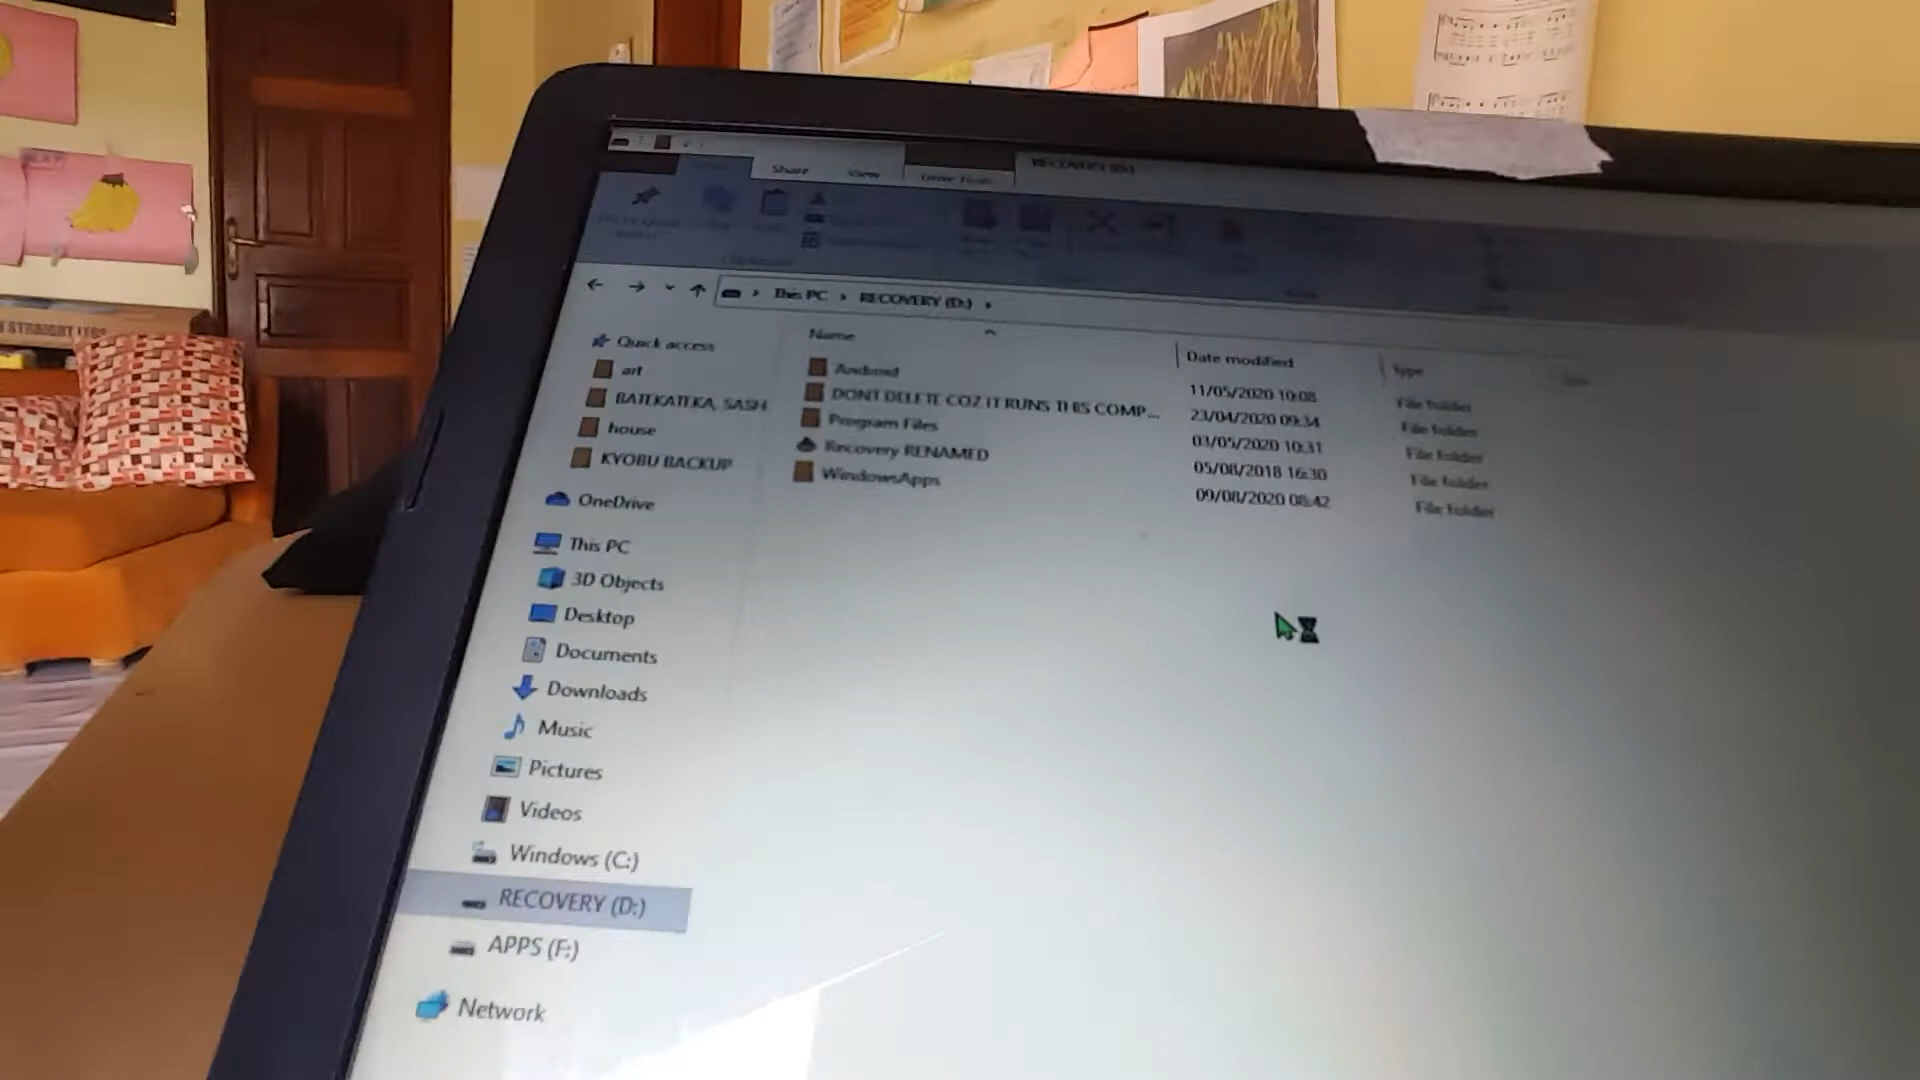 STRAIGHT LEGS
Share View Drive Tools RECOVERY (D:)
This PC RECOVERY (D:)
Name Date modified Type
Quick access
art
BATEKATEKA, SASH
house
KYOBU BACKUP
OneDrive
This PC
3D Objects
Desktop
Documents
Downloads
Music
Pictures
Videos
Windows (C:)
RECOVERY (D:)
APPS (F:)
Network
Android 11/05/2020 10:08 File folder
DONT DELETE COZ IT RUNS THIS COMP... 23/04/2020 09:34 File folder
Program Files 03/05/2020 10:31 File folder
Recovery RENAMED 05/08/2018 16:30 File folder
WindowsApps 09/08/2020 08:42 File folder